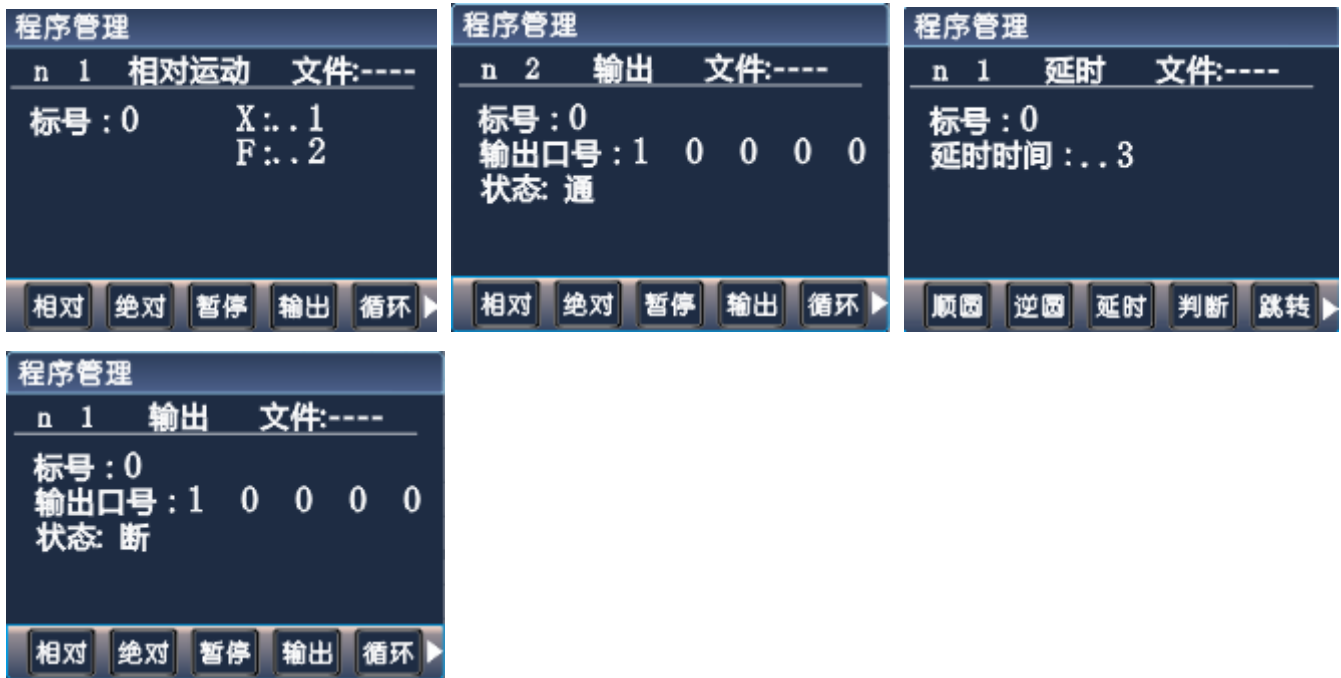 程序管理
n 1 相对运动 文件:----
标号:0 X:..1
F:..2
相对 绝对 暂停 输出 循环
程序管理
n 2 输出 文件:----
标号:0
输出口号:1 0 0 0 0
状态: 通
相对 绝对 暂停 输出 循环
程序管理
n 1 延时 文件:----
标号:0
延时时间:..3
顺圆 逆圆 延时 判断 跳转
程序管理
n 1 输出 文件:----
标号:0
输出口号:1 0 0 0 0
状态: 断
相对 绝对 暂停 输出 循环